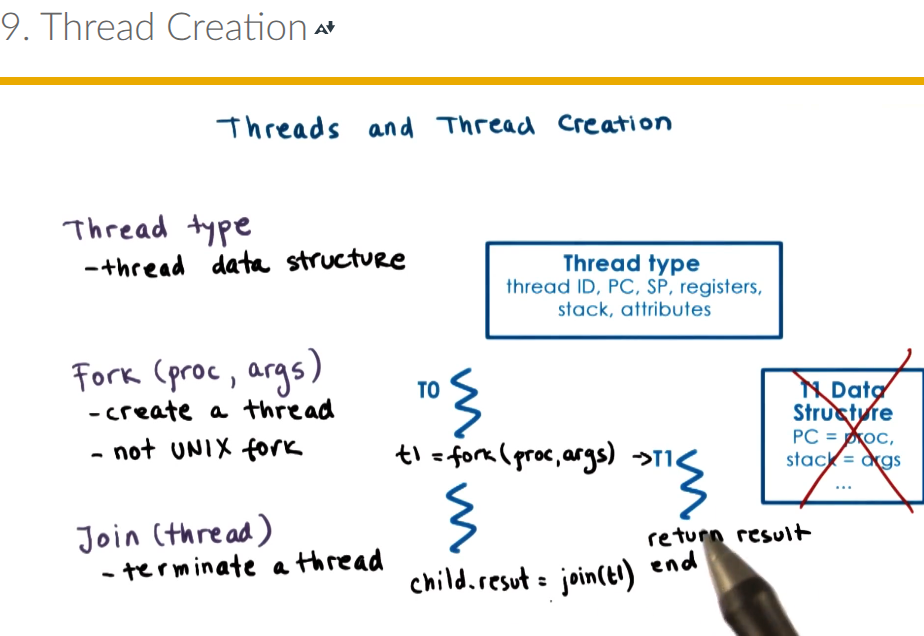 9. Thread Creation A
Threads and Thread Creation
Thread type
-thread data structure
Thread type
thread ID, PC, SP, registers,
stack, attributes
Fork (proc, args)
-create a thread
- not UNIX fork
T0
t1 = fork(proc,args) →T1
T1 Data
Structure
PC = proc,
stack = args
...
Join (thread)
- terminate a thread
child.resut = join(t1)
return result
end